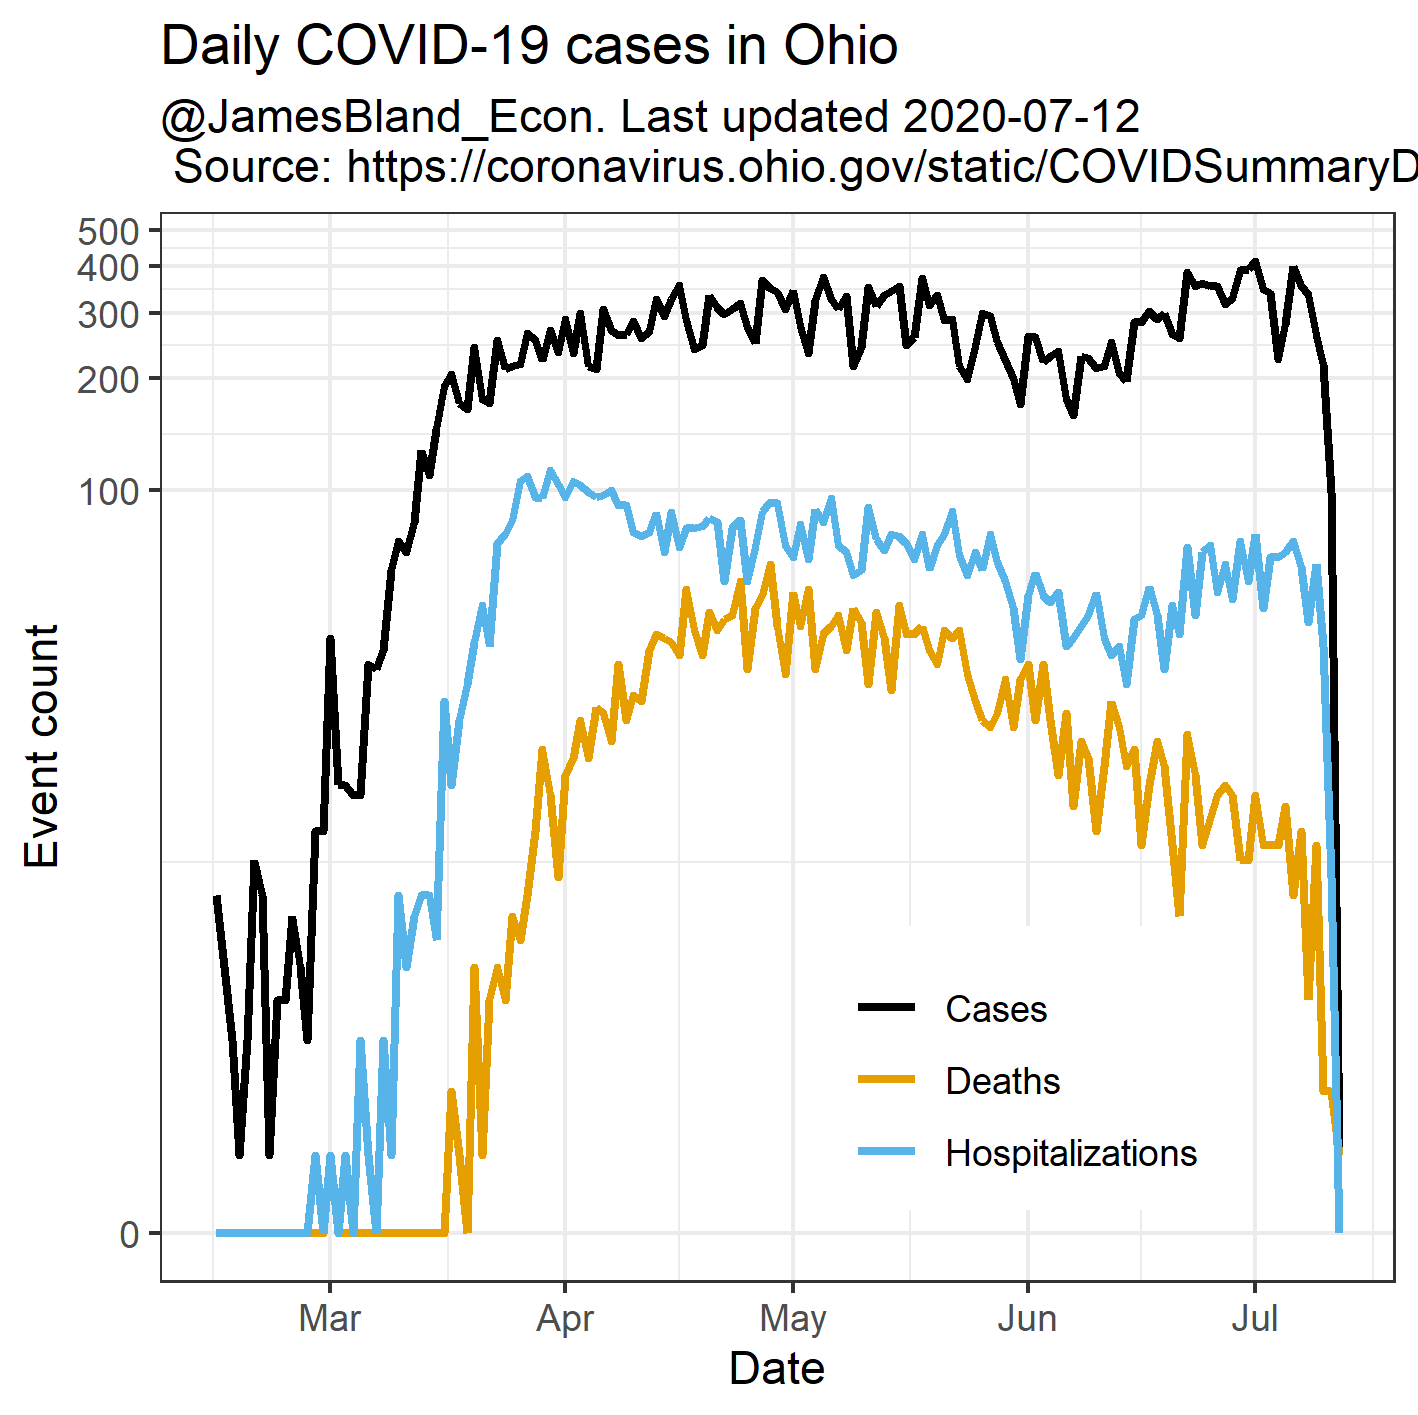 Daily COVID-19 cases in Ohio
@JamesBland_Econ. Last updated 2020-07-12
Source: https://coronavirus.ohio.gov/static/COVIDSummaryD
500
400
300
200
100
0
Event count
Cases
Deaths
Hospitalizations
Mar
Apr
May
Jun
Jul
Date